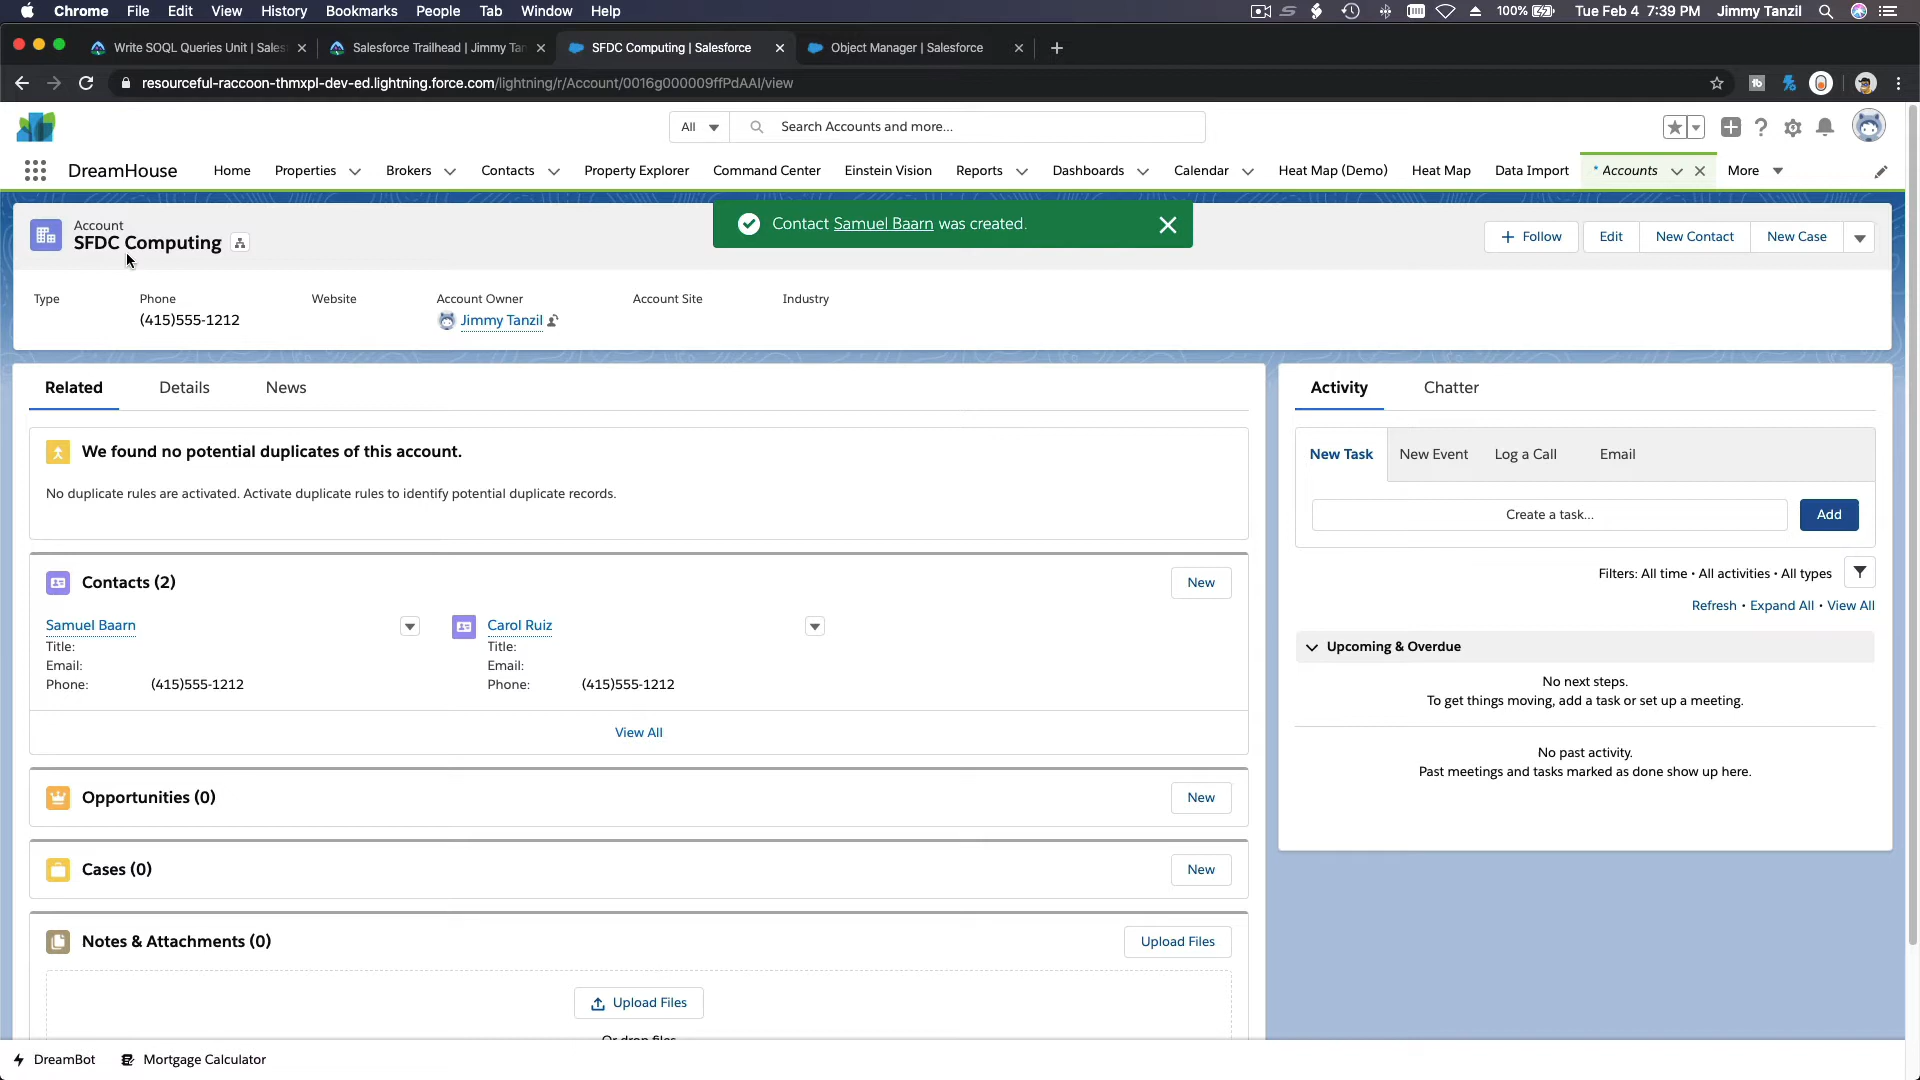 Chrome File Edit View History Bookmarks People Tab Window Help 100% Tue Feb 4 7:39 PM Jimmy Tanzil
Write SOQL Queries Unit | Sales Salesforce Trailhead | Jimmy Tan SFDC Computing | Salesforce Object Manager | Salesforce
resourceful-raccoon-thmxpl-dev-ed.lightning.force.com/lightning/r/Account/0016g000009ffPdAAI/view
All Search Accounts and more...
DreamHouse Home Properties Brokers Contacts Property Explorer Command Center Einstein Vision Reports Dashboards Calendar Heat Map (Demo) Heat Map Data Import * Accounts More
Account
SFDC Computing
Contact Samuel Baarn was created.
+ Follow Edit New Contact New Case
Type Phone Website Account Owner Account Site Industry
(415)555-1212 Jimmy Tanzil
Related Details News
We found no potential duplicates of this account.
No duplicate rules are activated. Activate duplicate rules to identify potential duplicate records.
Contacts (2) New
Samuel Baarn Carol Ruiz
Title: Title:
Email: Email:
Phone: (415)555-1212 Phone: (415)555-1212
View All
Opportunities (0) New
Cases (0) New
Notes & Attachments (0) Upload Files
Upload Files
Or drop files
Activity Chatter
New Task New Event Log a Call Email
Create a task... Add
Filters: All time • All activities • All types
Refresh • Expand All • View All
Upcoming & Overdue
No next steps.
To get things moving, add a task or set up a meeting.
No past activity.
Past meetings and tasks marked as done show up here.
DreamBot Mortgage Calculator